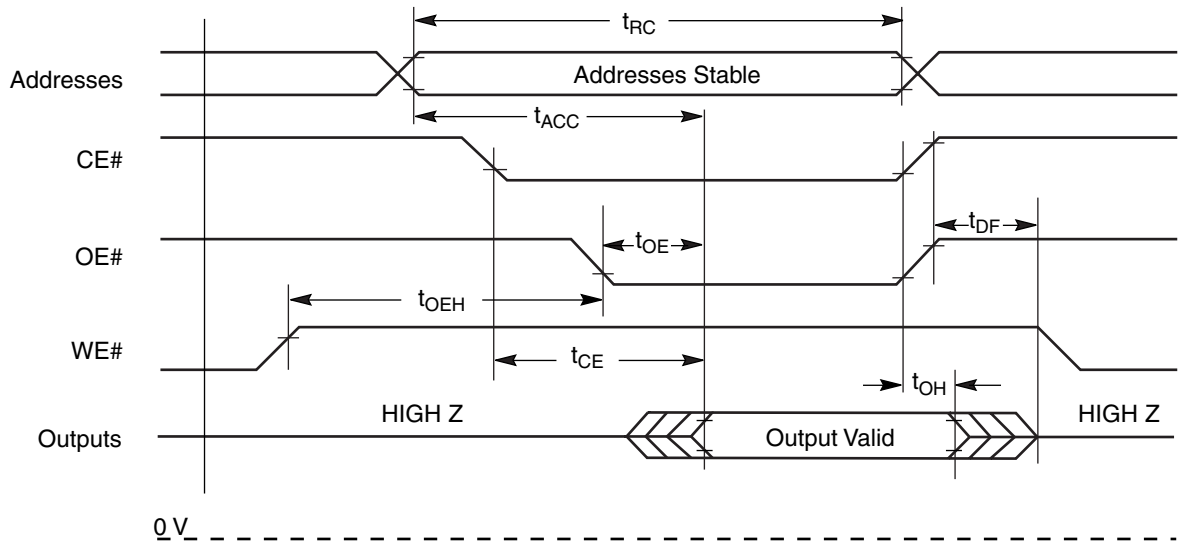 tRC
Addresses
Addresses Stable
tACC
CE#
tDF
OE#
tOE
tOEH
WE#
tCE
tOH
HIGH Z
HIGH Z
Outputs
Output Valid
0 V